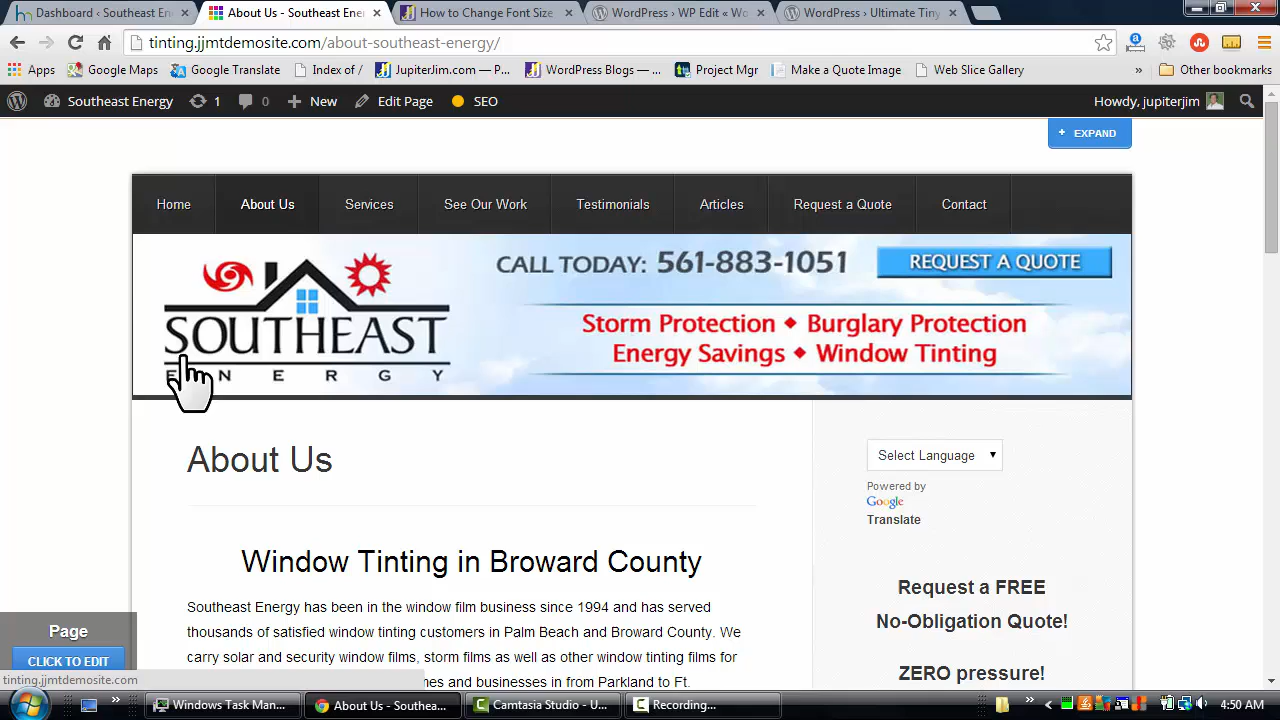 Dashboard ‹ Southeast En
About Us - Southeast Ener
How to Change Font Size
WordPress › WP Edit « Wo
WordPress › Ultimate Tiny
tinting.jjmtdemosite.com/about-southeast-energy/
Apps
Google Maps
Google Translate
Index of /
JupiterJim.com — P...
WordPress Blogs — ...
Project Mgr
Make a Quote Image
Web Slice Gallery
»
Other bookmarks
Southeast Energy
1
0
New
Edit Page
SEO
Howdy, jupiterjim
+ EXPAND
Home
About Us
Services
See Our Work
Testimonials
Articles
Request a Quote
Contact
CALL TODAY: 561-883-1051
REQUEST A QUOTE
SOUTHEAST
ENERGY
Storm Protection ♦ Burglary Protection
Energy Savings ♦ Window Tinting
About Us
Select Language
Powered by
Google
Translate
Window Tinting in Broward County
Southeast Energy has been in the window film business since 1994 and has served
thousands of satisfied window tinting customers in Palm Beach and Broward County. We
carry solar and security window films, storm films as well as other window tinting films for
mes and businesses in from Parkland to Ft.
Request a FREE
No-Obligation Quote!
ZERO pressure!
Page
CLICK TO EDIT
tinting.jjmtdemosite.com
Windows Task Man...
About Us - Southea...
Camtasia Studio - U...
Recording...
4:50 AM